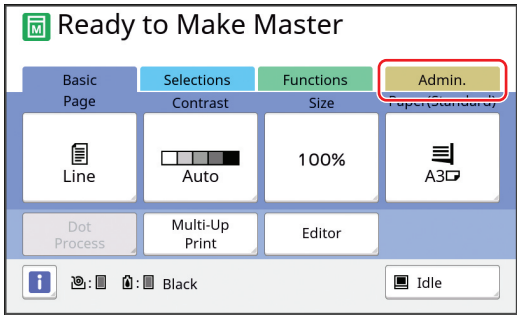 M Ready to Make Master
Basic Selections Functions Admin.
Page Contrast Size Paper(Standard)
Line Auto 100% A3
Dot Process Multi-Up Print Editor
i : : Black Idle